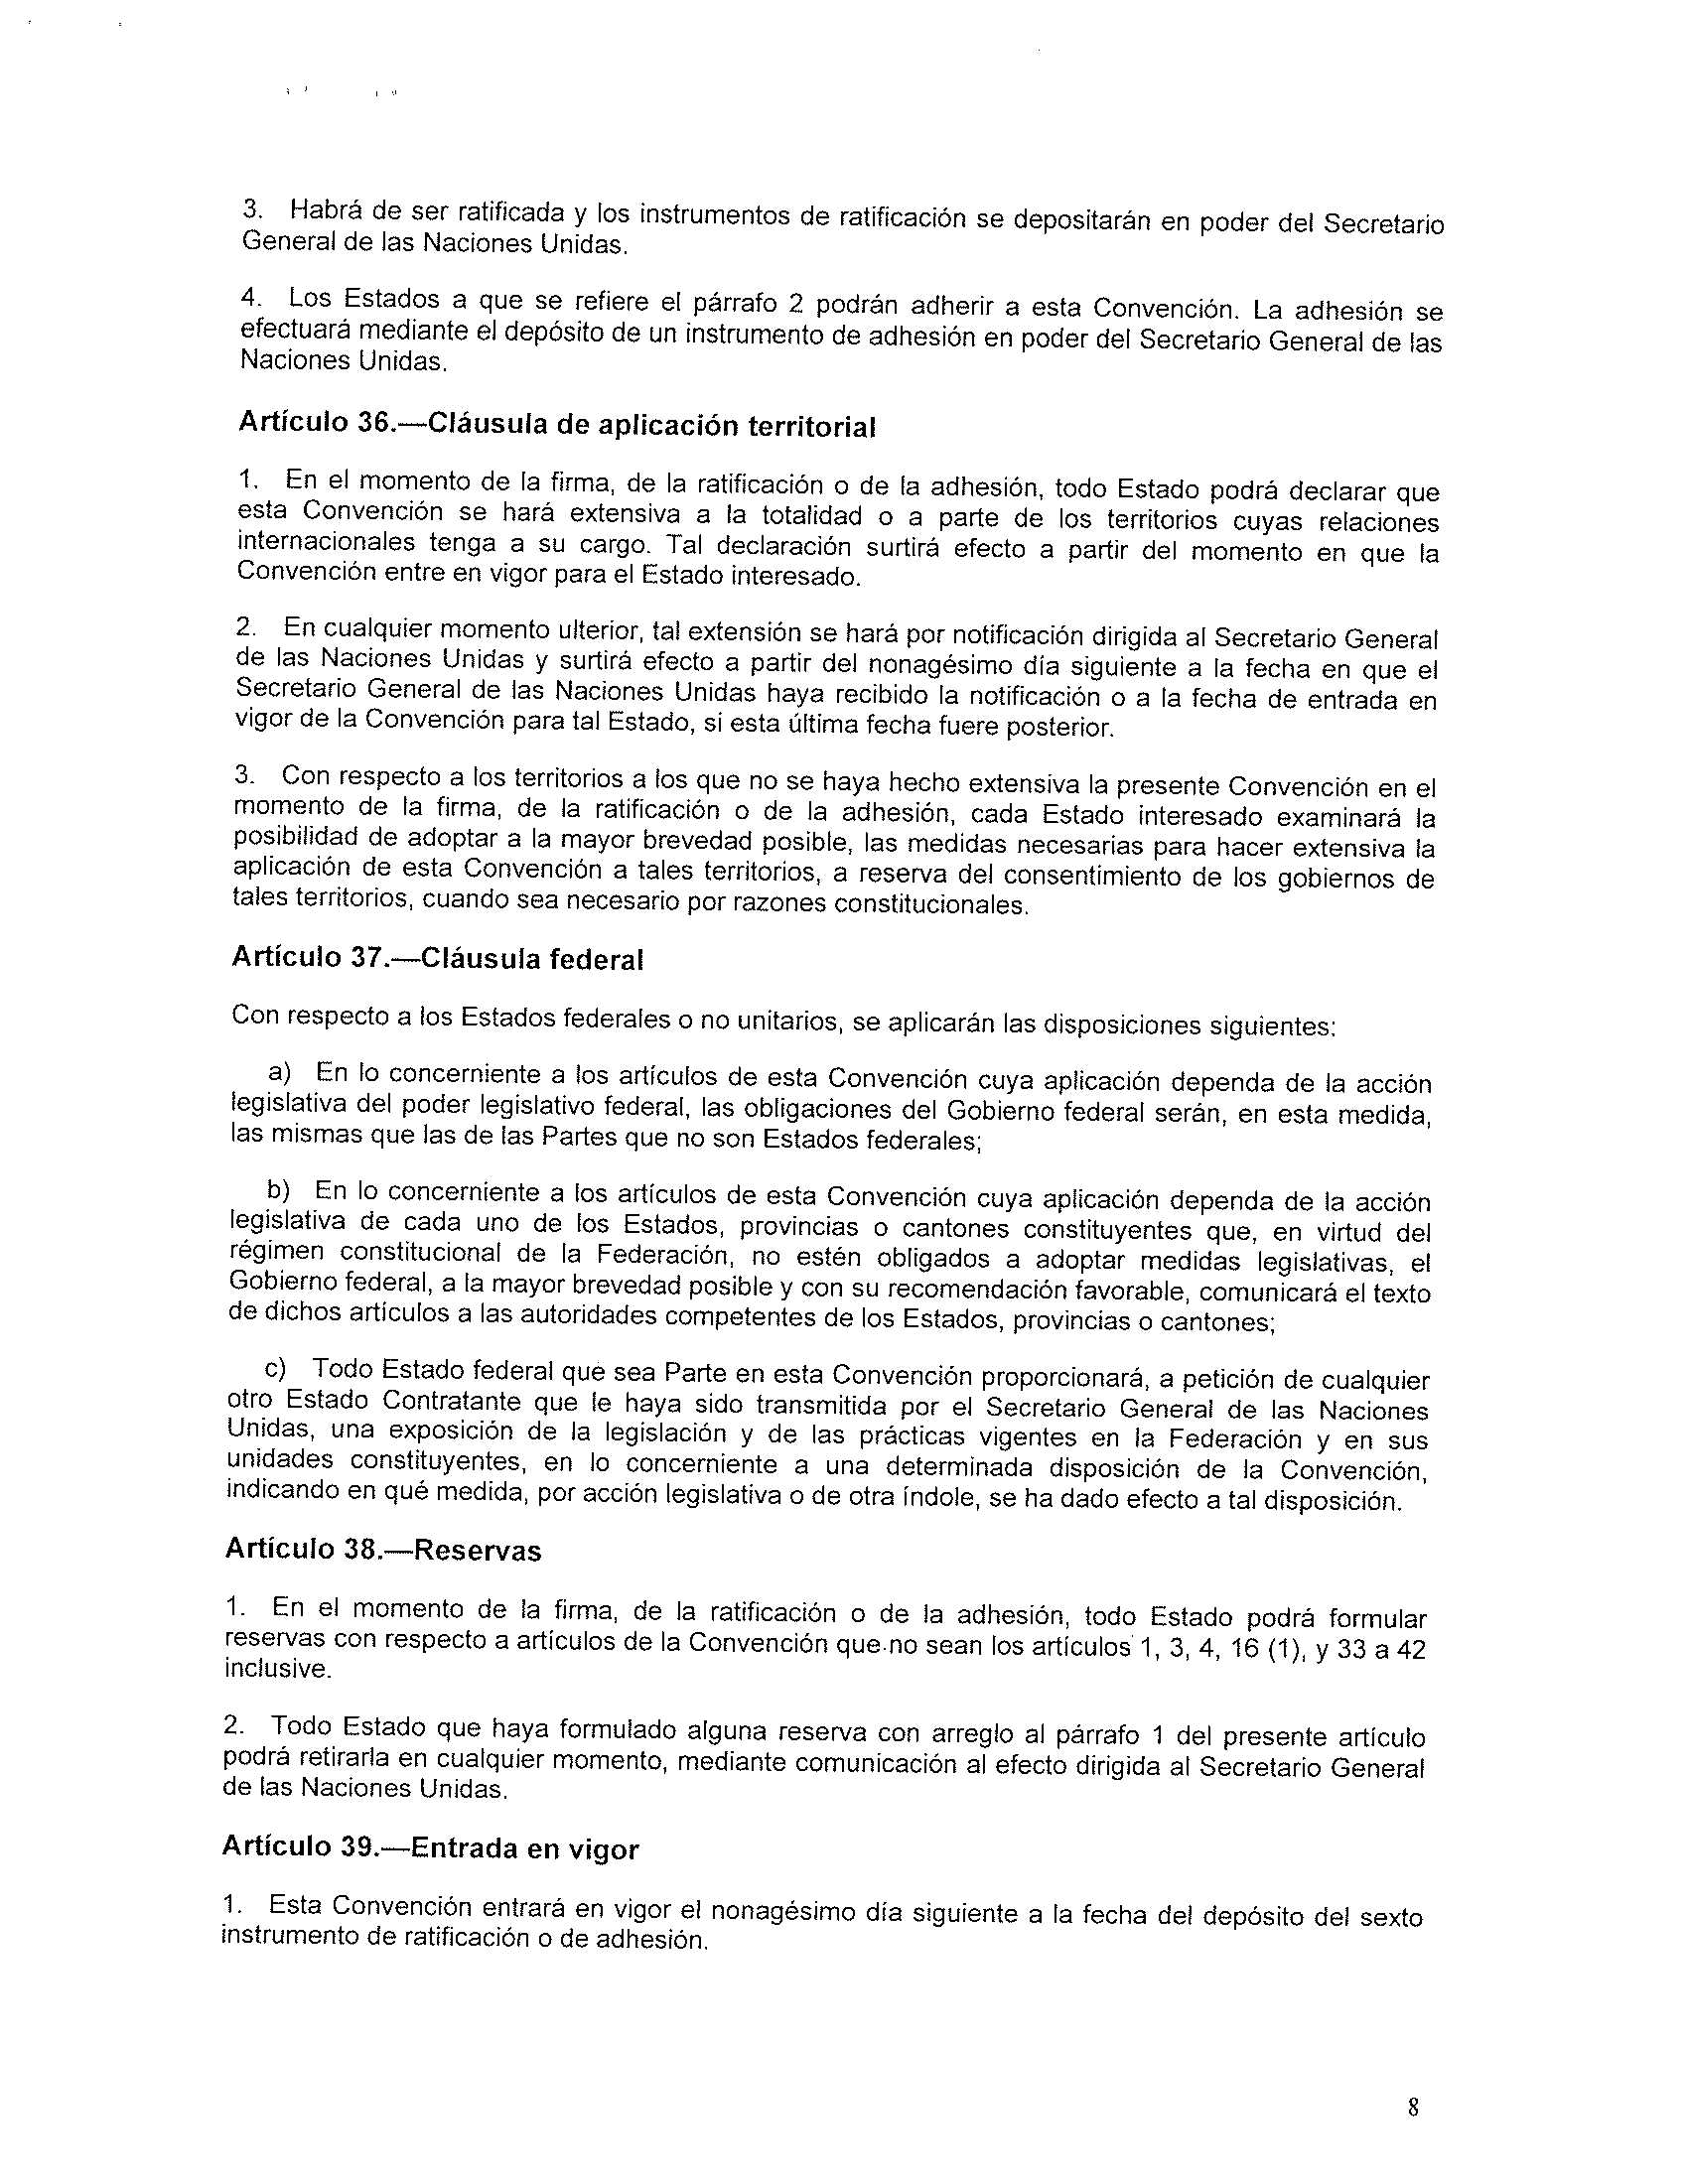 3. Habrá de ser ratificada y los instrumentos de ratificación se depositarán en poder del Secretario
General de las Naciones Unidas.
4. Los Estados a que se refiere el párrafo 2 podrán adherir a esta Convención. La adhesión se
efectuará mediante el depósito de un instrumento de adhesión en poder del Secretario General de las
Naciones Unidas.
Artículo 36.—Cláusula de aplicación territorial
1. En el momento de la firma, de la ratificación o de la adhesión, todo Estado podrá declarar que
esta Convención se hará extensiva a la totalidad o a parte de los territorios cuyas relaciones
internacionales tenga a su cargo. Tal declaración surtirá efecto a partir del momento en que la
Convención entre en vigor para el Estado interesado.
2. En cualquier momento ulterior, tal extensión se hará por notificación dirigida al Secretario General
de las Naciones Unidas y surtirá efecto a partir del nonagésimo día siguiente a la fecha en que el
Secretario General de las Naciones Unidas haya recibido la notificación o a la fecha de entrada en
vigor de la Convención para tal Estado, si esta última fecha fuere posterior.
3. Con respecto a los territorios a los que no se haya hecho extensiva la presente Convención en el
momento de la firma, de la ratificación o de la adhesión, cada Estado interesado examinará la
posibilidad de adoptar a la mayor brevedad posible, las medidas necesarias para hacer extensiva la
aplicación de esta Convención a tales territorios, a reserva del consentimiento de los gobiernos de
tales territorios, cuando sea necesario por razones constitucionales.
Artículo 37.—Cláusula federal
Con respecto a los Estados federales o no unitarios, se aplicarán las disposiciones siguientes:
a) En lo concerniente a los artículos de esta Convención cuya aplicación dependa de la acción
legislativa del poder legislativo federal, las obligaciones del Gobierno federal serán, en esta medida,
las mismas que las de las Partes que no son Estados federales;
b) En lo concerniente a los artículos de esta Convención cuya aplicación dependa de la acción
legislativa de cada uno de los Estados, provincias o cantones constituyentes que, en virtud del
régimen constitucional de la Federación, no estén obligados a adoptar medidas legislativas, el
Gobierno federal, a la mayor brevedad posible y con su recomendación favorable, comunicará el texto
de dichos artículos a las autoridades competentes de los Estados, provincias o cantones;
c) Todo Estado federal que sea Parte en esta Convención proporcionará, a petición de cualquier
otro Estado Contratante que le haya sido transmitida por el Secretario General de las Naciones
Unidas, una exposición de la legislación y de las prácticas vigentes en la Federación y en sus
unidades constituyentes, en lo concerniente a una determinada disposición de la Convención,
indicando en qué medida, por acción legislativa o de otra índole, se ha dado efecto a tal disposición.
Artículo 38.—Reservas
1. En el momento de la firma, de la ratificación o de la adhesión, todo Estado podrá formular
reservas con respecto a artículos de la Convención que no sean los artículos 1, 3, 4, 16 (1), y 33 a 42
inclusive.
2. Todo Estado que haya formulado alguna reserva con arreglo al párrafo 1 del presente artículo
podrá retirarla en cualquier momento, mediante comunicación al efecto dirigida al Secretario General
de las Naciones Unidas.
Artículo 39.—Entrada en vigor
1. Esta Convención entrará en vigor el nonagésimo día siguiente a la fecha del depósito del sexto
instrumento de ratificación o de adhesión.
8